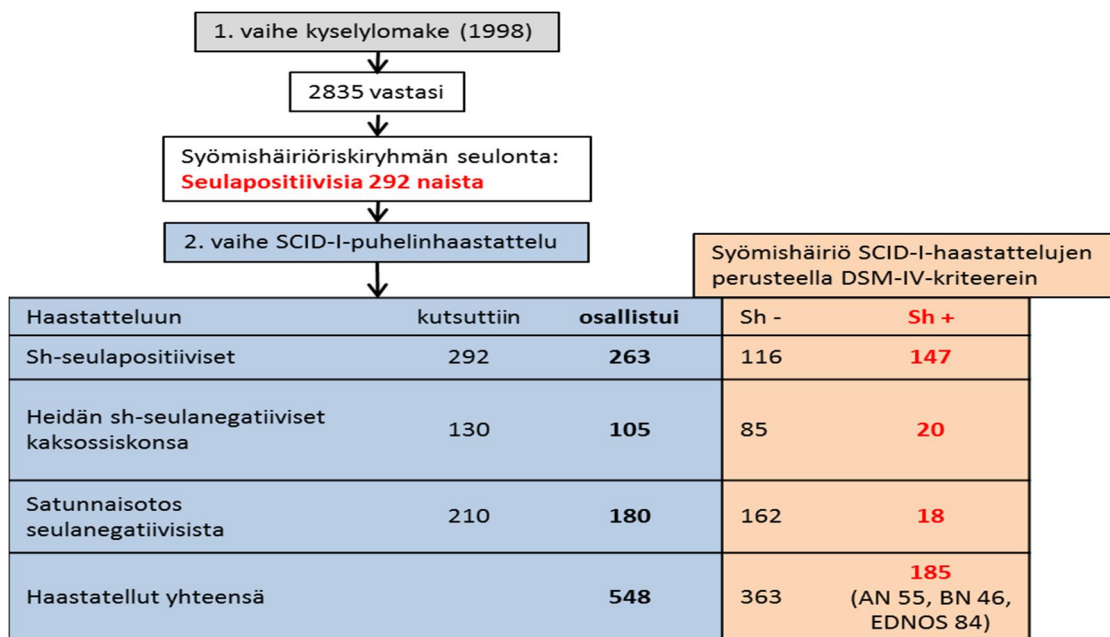 1. vaihe kyselylomake (1998)
2835 vastasi
Syömishäiriöriskiryhmän seulonta:
Seulapositiivisia 292 naista
2. vaihe SCID-I-puhelinhaastattelu
Syömishäiriö SCID-I-haastattelujen
perusteella DSM-IV-kriteerein
Haastatteluun kutsuttiin osallistui Sh - Sh +
Sh-seulapositiiviset 292 263 116 147
Heidän sh-seulanegatiiviset
kaksossiskonsa 130 105 85 20
Satunnaisotos
seulanegatiivisista 210 180 162 18
Haastatellut yhteensä 548 363 185
(AN 55, BN 46,
EDNOS 84)